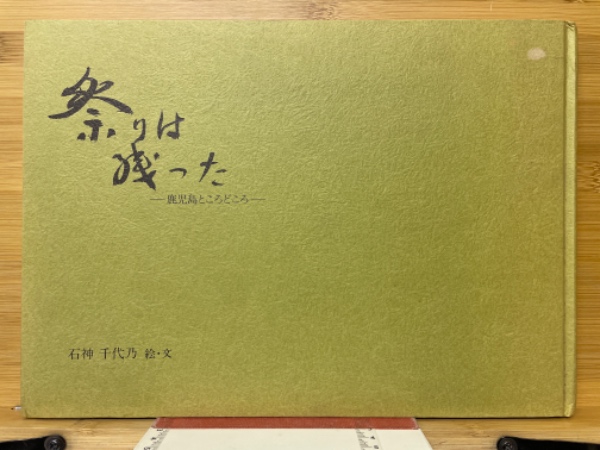 祭りは
残った
―鹿児島ところどころ―
石神 千代乃 絵・文